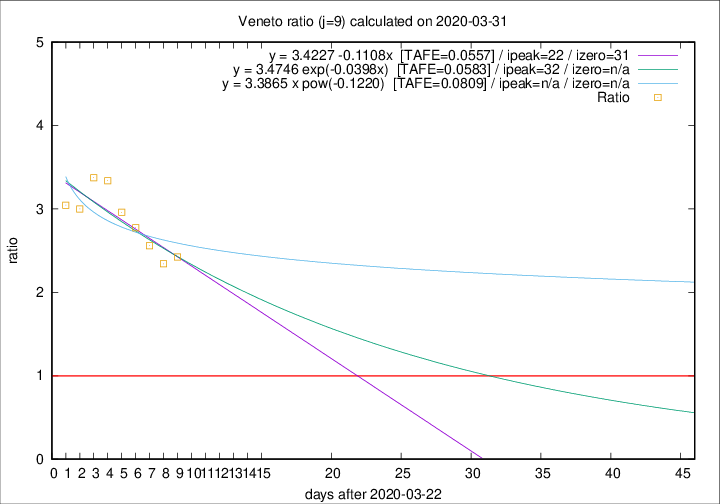 Veneto ratio (j=9) calculated on 2020-03-31
y = 3.4227 -0.1108x [TAFE=0.0557] / ipeak=22 / izero=31
y = 3.4746 exp(-0.0398x) [TAFE=0.0583] / ipeak=32 / izero=n/a
y = 3.3865 x pow(-0.1220) [TAFE=0.0809] / ipeak=n/a / izero=n/a
Ratio
5
4
3
2
1
0
ratio
0 1 2 3 4 5 6 7 8 9 10 11 12 13 14 15 20 25 30 35 40 45
days after 2020-03-22